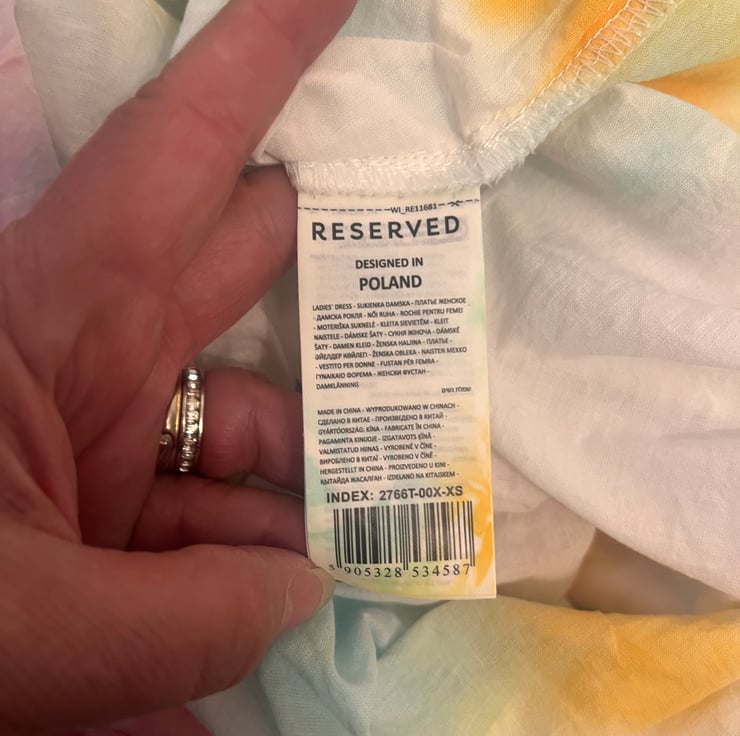 WI_RE11681
RESERVED
DESIGNED IN
POLAND
LADIES' DRESS - SUKIENKA DAMSKA - ПЛАТЬЕ ЖЕНСКОЕ
- ДАМСКА РОКЛЯ - NŐI RUHA - ROCHIE PENTRU FEMEI
- MOTERIŠKA SUKNELĖ - KLEITA SIEVIETĒM - KLEIT
NAISTELE - DÁMSKE ŠATY - СУКНЯ ЖІНОЧА - DÁMSKÉ
ŠATY - DAMEN KLEID - ŽENSKA HALJINA - ПЛАТЬЕ -
ӘЙЕЛДЕР КӨЙЛЕГІ - ŽENSKA OBLEKA - NAISTEN MEKKO
- VESTITO PER DONNE - FUSTAN PËR FEMRA -
ΓΥΝΑΙΚΕΙΟ ΦΟΡΕΜΑ - ЖЕНСКИ ФУСТАН -
DAMKLÄNNING
שמלות נשים
MADE IN CHINA - WYPRODUKOWANO W CHINACH -
СДЕЛАНО В КИТАЕ - ПРОИЗВЕДЕНО В КИТАЙ -
GYÁRTÓORSZÁG: KÍNA - FABRICATE ÎN CHINA -
PAGAMINTA KINIJOJE - IZGATAVOTS ĶĪNĀ -
VALMISTATUD HIINAS - VYROBENÉ V ČÍNE -
ВИРОБЛЕНО В КИТАЇ - VYROBENO V ČÍNĚ -
HERGESTELLT IN CHINA - PROIZVEDENO U KINI -
ҚЫТАЙДА ЖАСАЛҒАН - IZDELANO NA KITAJSKEM -
INDEX: 2766T-00X-XS
5 905328 534587